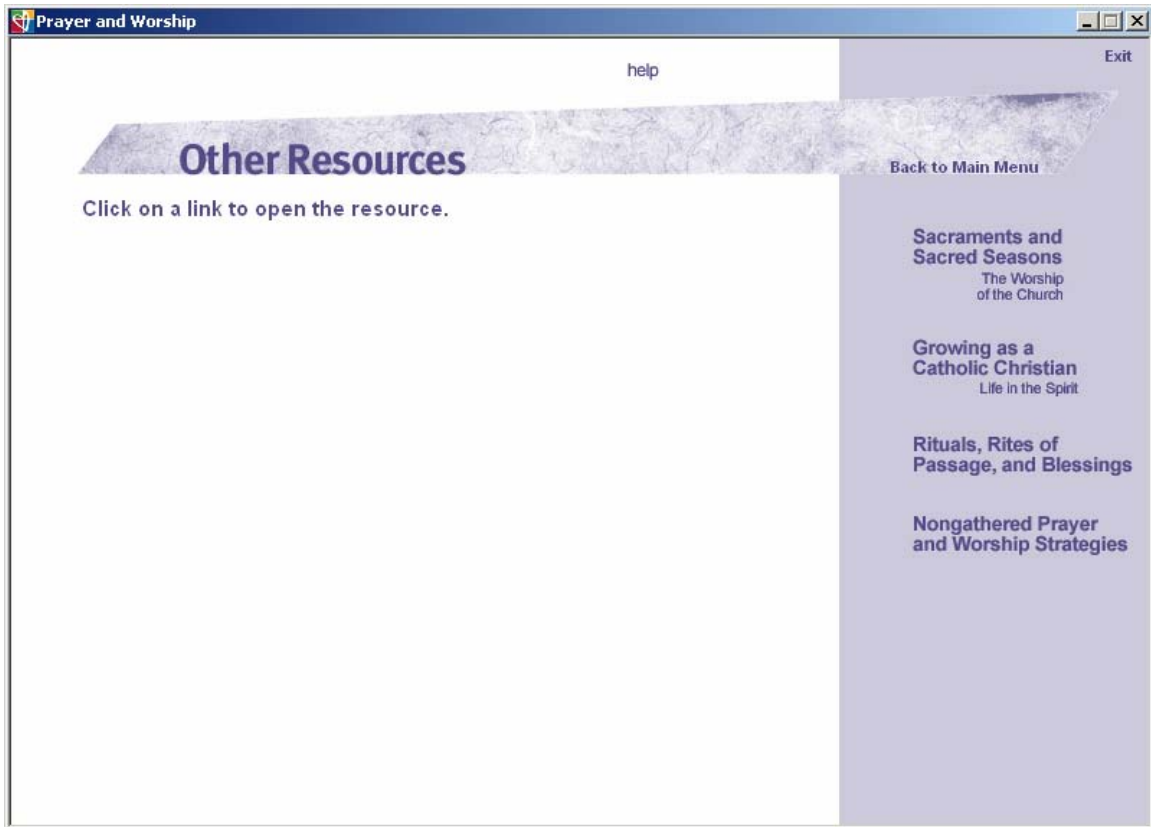 Prayer and Worship
Exit
help
Other Resources
Back to Main Menu
Click on a link to open the resource.
Sacraments and
Sacred Seasons
The Worship
of the Church
Growing as a
Catholic Christian
Life in the Spirit
Rituals, Rites of
Passage, and Blessings
Nongathered Prayer
and Worship Strategies